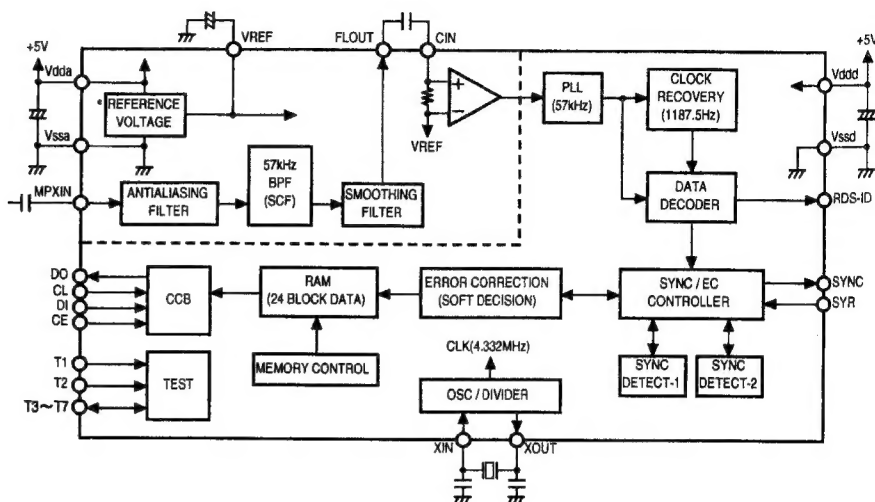 +5V
VREF
FLOUT
CIN
+5V
Vdda
REFERENCE
VOLTAGE
Vssa
VREF
PLL
(57kHz)
CLOCK
RECOVERY
(1187.5Hz)
Vddd
Vssd
MPXIN
ANTIALIASING
FILTER
57kHz
BPF
(SCF)
SMOOTHING
FILTER
DATA
DECODER
RDS-ID
DO
CL
DI
CE
CCB
RAM
(24 BLOCK DATA)
ERROR CORRECTION
(SOFT DECISION)
SYNC / EC
CONTROLLER
SYNC
SYR
T1
T2
T3～T7
TEST
MEMORY CONTROL
CLK(4.332MHz)
OSC / DIVIDER
SYNC
DETECT-1
SYNC
DETECT-2
XIN
XOUT